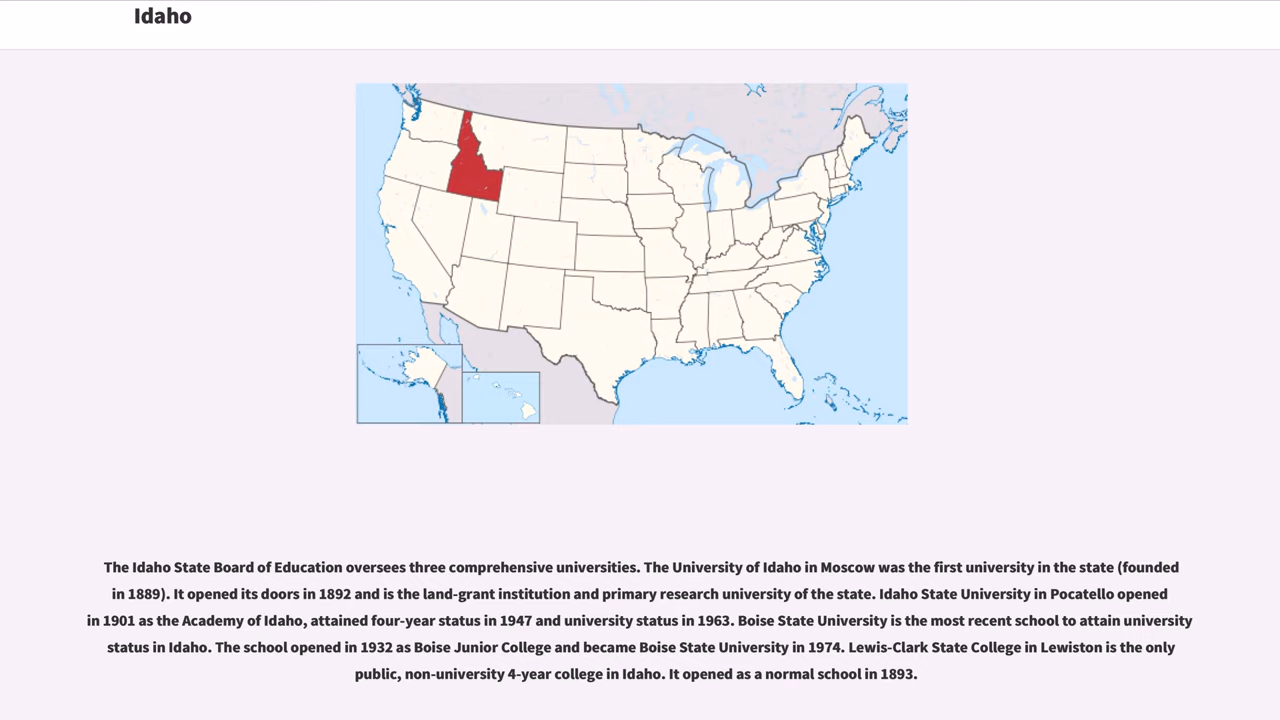 Idaho
The Idaho State Board of Education oversees three comprehensive universities. The University of Idaho in Moscow was the first university in the state (founded
in 1889). It opened its doors in 1892 and is the land-grant institution and primary research university of the state. Idaho State University in Pocatello opened
in 1901 as the Academy of Idaho, attained four-year status in 1947 and university status in 1963. Boise State University is the most recent school to attain university
status in Idaho. The school opened in 1932 as Boise Junior College and became Boise State University in 1974. Lewis-Clark State College in Lewiston is the only
public, non-university 4-year college in Idaho. It opened as a normal school in 1893.